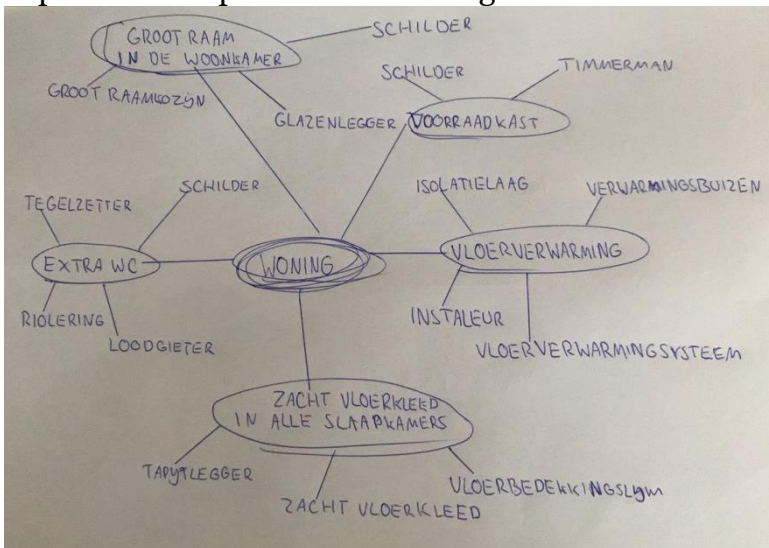 GROOT RAAM
IN DE WOONKAMER
SCHILDER
GROOT RAAMKOZIJN
GLAZENLEGGER
SCHILDER
TIMMERMAN
VOORRAADKAST
TEGELZETTER
SCHILDER
EXTRA WC
RIOLERING
LOODGIETER
WONING
ISOLATIELAAG
VERWARMINGSBUIZEN
VLOERVERWARMING
INSTALEUR
VLOERVERWARMINGSYSTEEM
ZACHT VLOERKLEED
IN ALLE SLAAPKAMERS
TAPIJTLEGGER
ZACHT VLOERKLEED
VLOERBEDEKKINGSLIJM